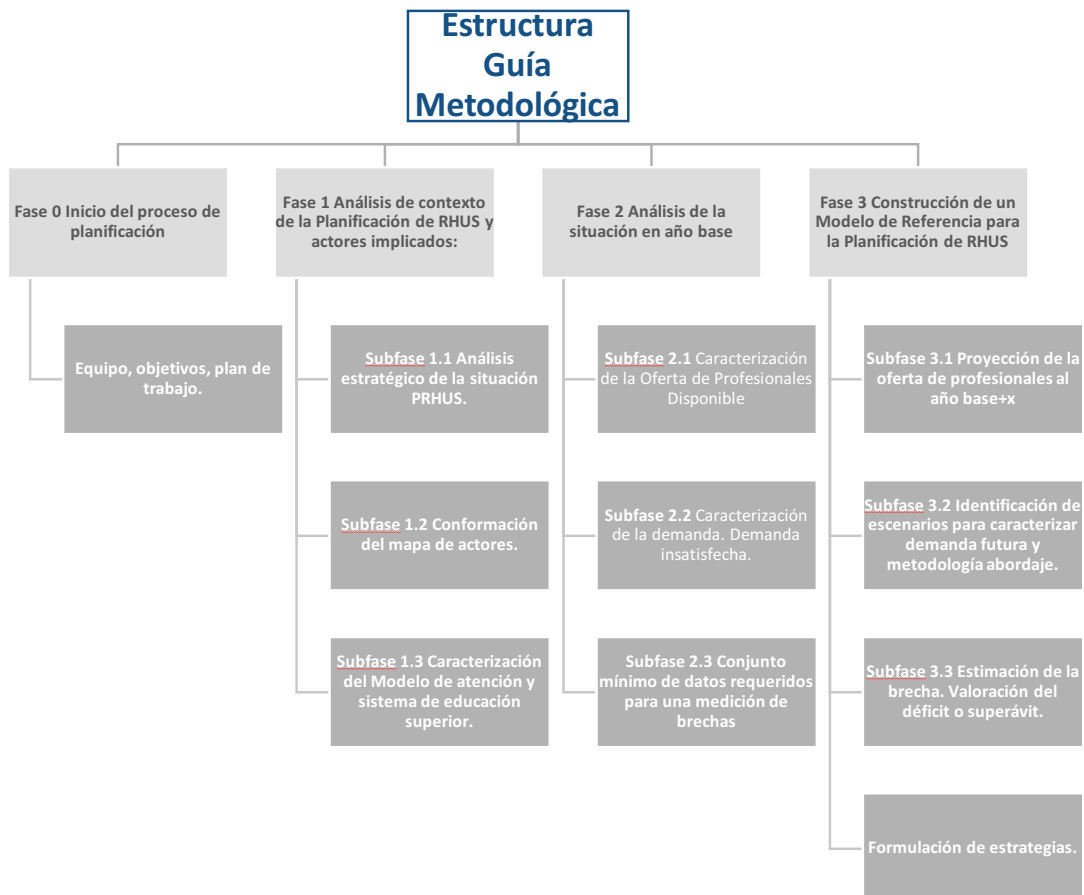 Estructura
Guía
Metodológica
Fase 0 Inicio del proceso de
planificación
Equipo, objetivos, plan de
trabajo.
Fase 1 Análisis de contexto
de la Planificación de RHUS y
actores implicados:
Subfase 1.1 Análisis
estratégico de la situación
PRHUS.
Subfase 1.2 Conformación
del mapa de actores.
Subfase 1.3 Caracterización
del Modelo de atención y
sistema de educación
superior.
Fase 2 Análisis de la
situación en año base
Subfase 2.1 Caracterización
de la Oferta de Profesionales
Disponible
Subfase 2.2 Caracterización
de la demanda. Demanda
insatisfecha.
Subfase 2.3 Conjunto
mínimo de datos requeridos
para una medición de
brechas
Fase 3 Construcción de un
Modelo de Referencia para
la Planificación de RHUS
Subfase 3.1 Proyección de la
oferta de profesionales al
año base+x
Subfase 3.2 Identificación de
escenarios para caracterizar
demanda futura y
metodología abordaje.
Subfase 3.3 Estimación de la
brecha. Valoración del
déficit o superávit.
Formulación de estrategias.